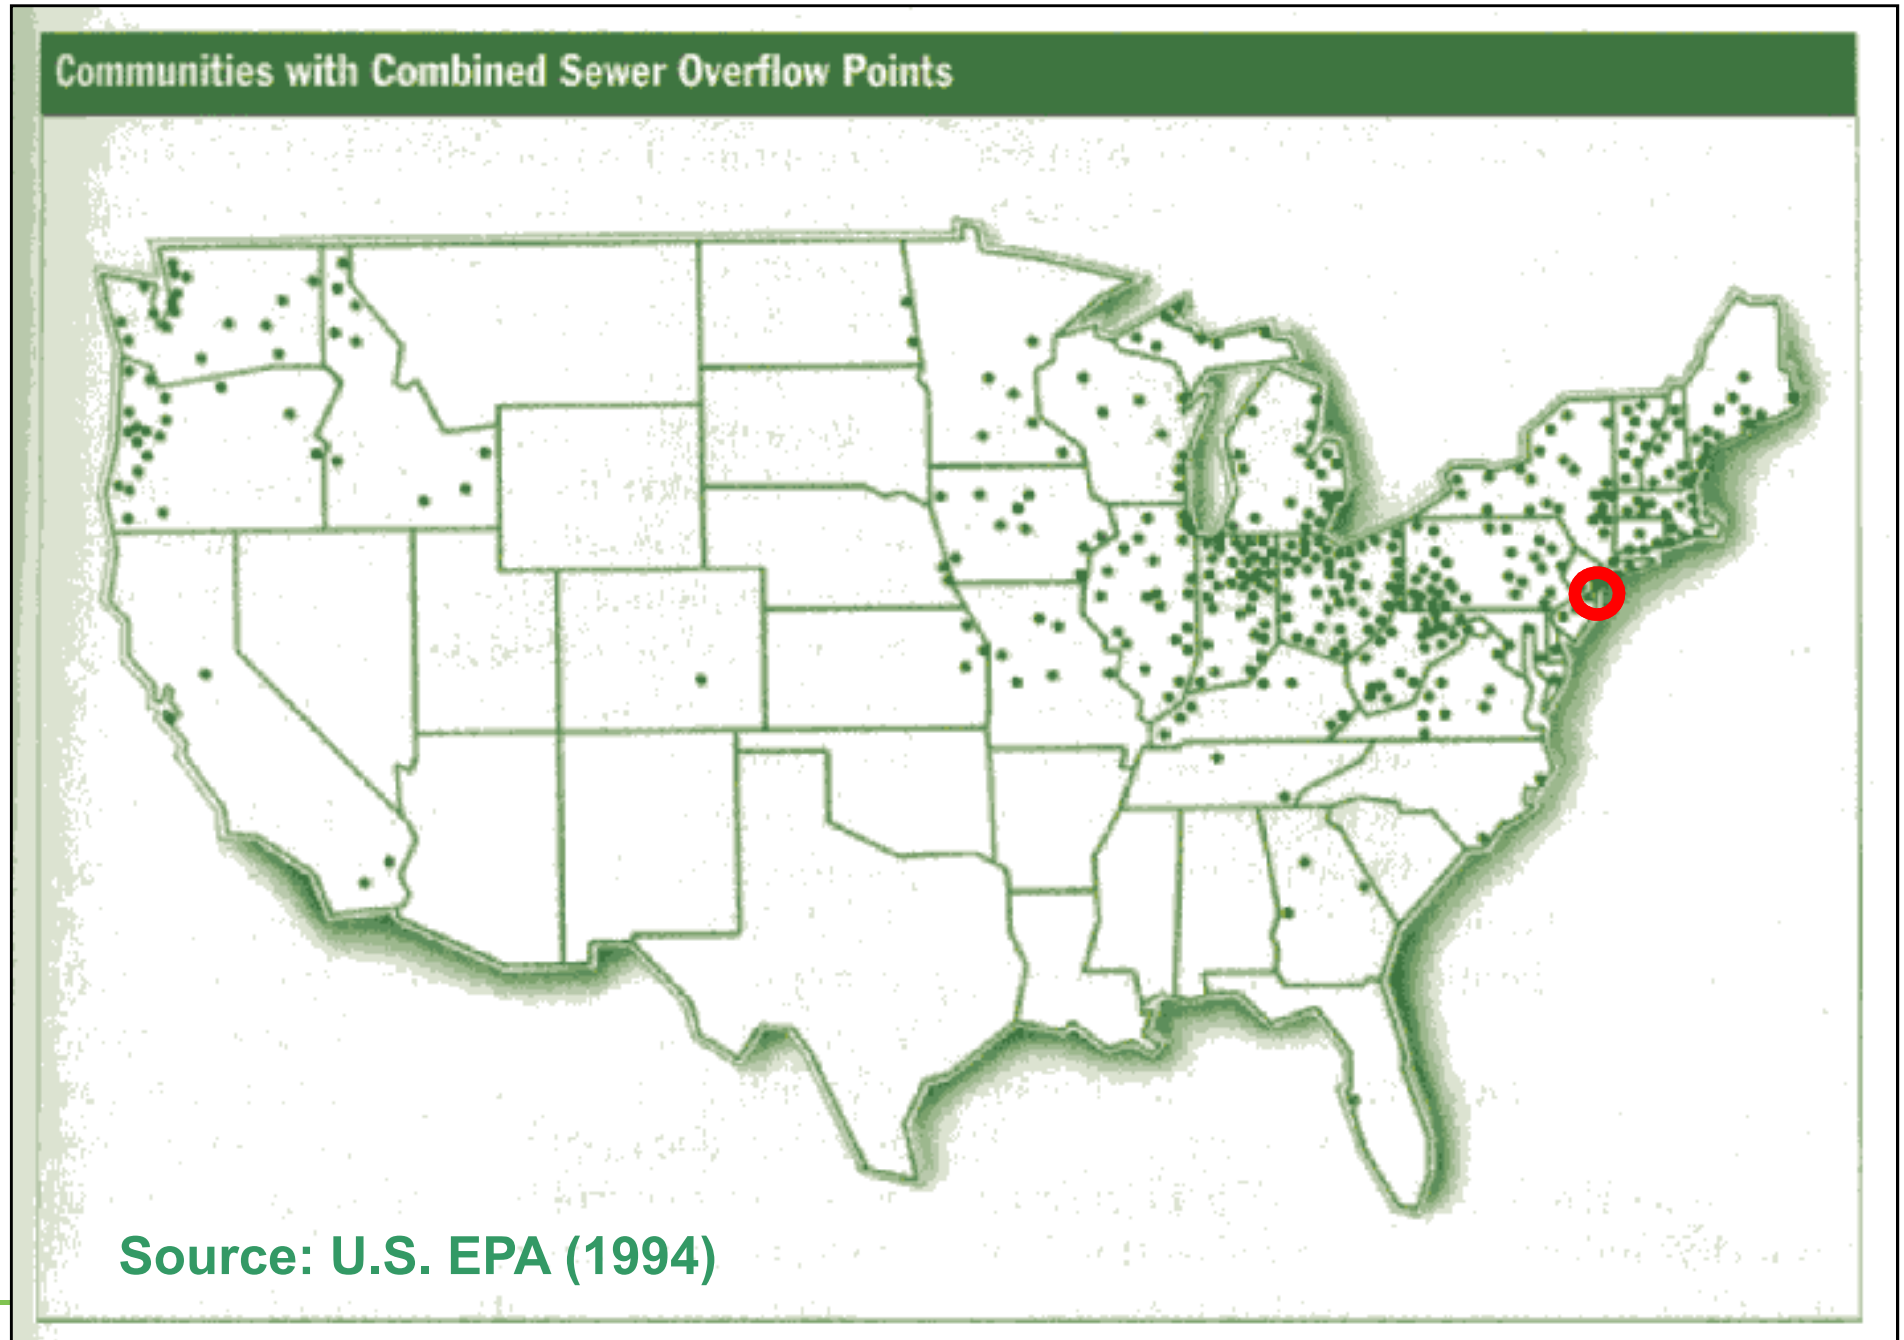 Communities with Combined Sewer Overflow Points
Source: U.S. EPA (1994)